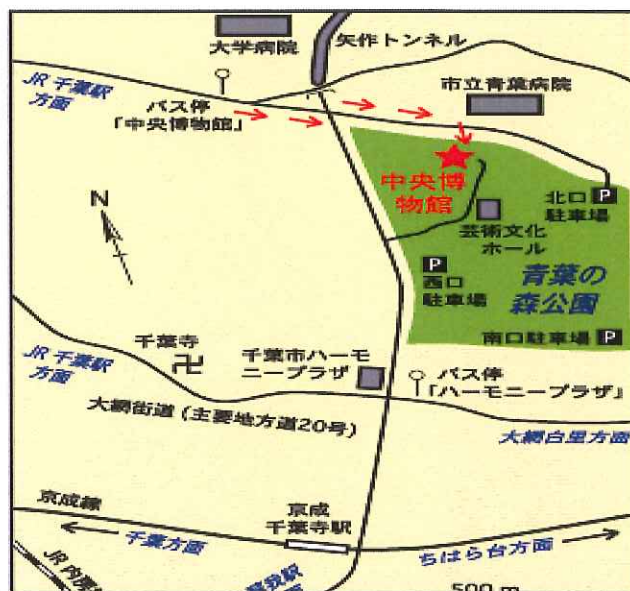 大学病院
矢作トンネル
JR 千葉駅
方面
バス停
「中央博物館」
市立青葉病院
中央博
物館
P
北口
駐車場
芸術文化
ホール
N
P
西口
駐車場
青葉の
森公園
南口駐車場 P
千葉寺
卍
千葉市ハーモ
ニープラザ
バス停
「ハーモニープラザ」
JR 千葉駅
方面
大網街道 (主要地方道20号)
大網白里方面
京成線
京成
千葉寺駅
千葉方面
ちはら台方面
JR 内房
500 m